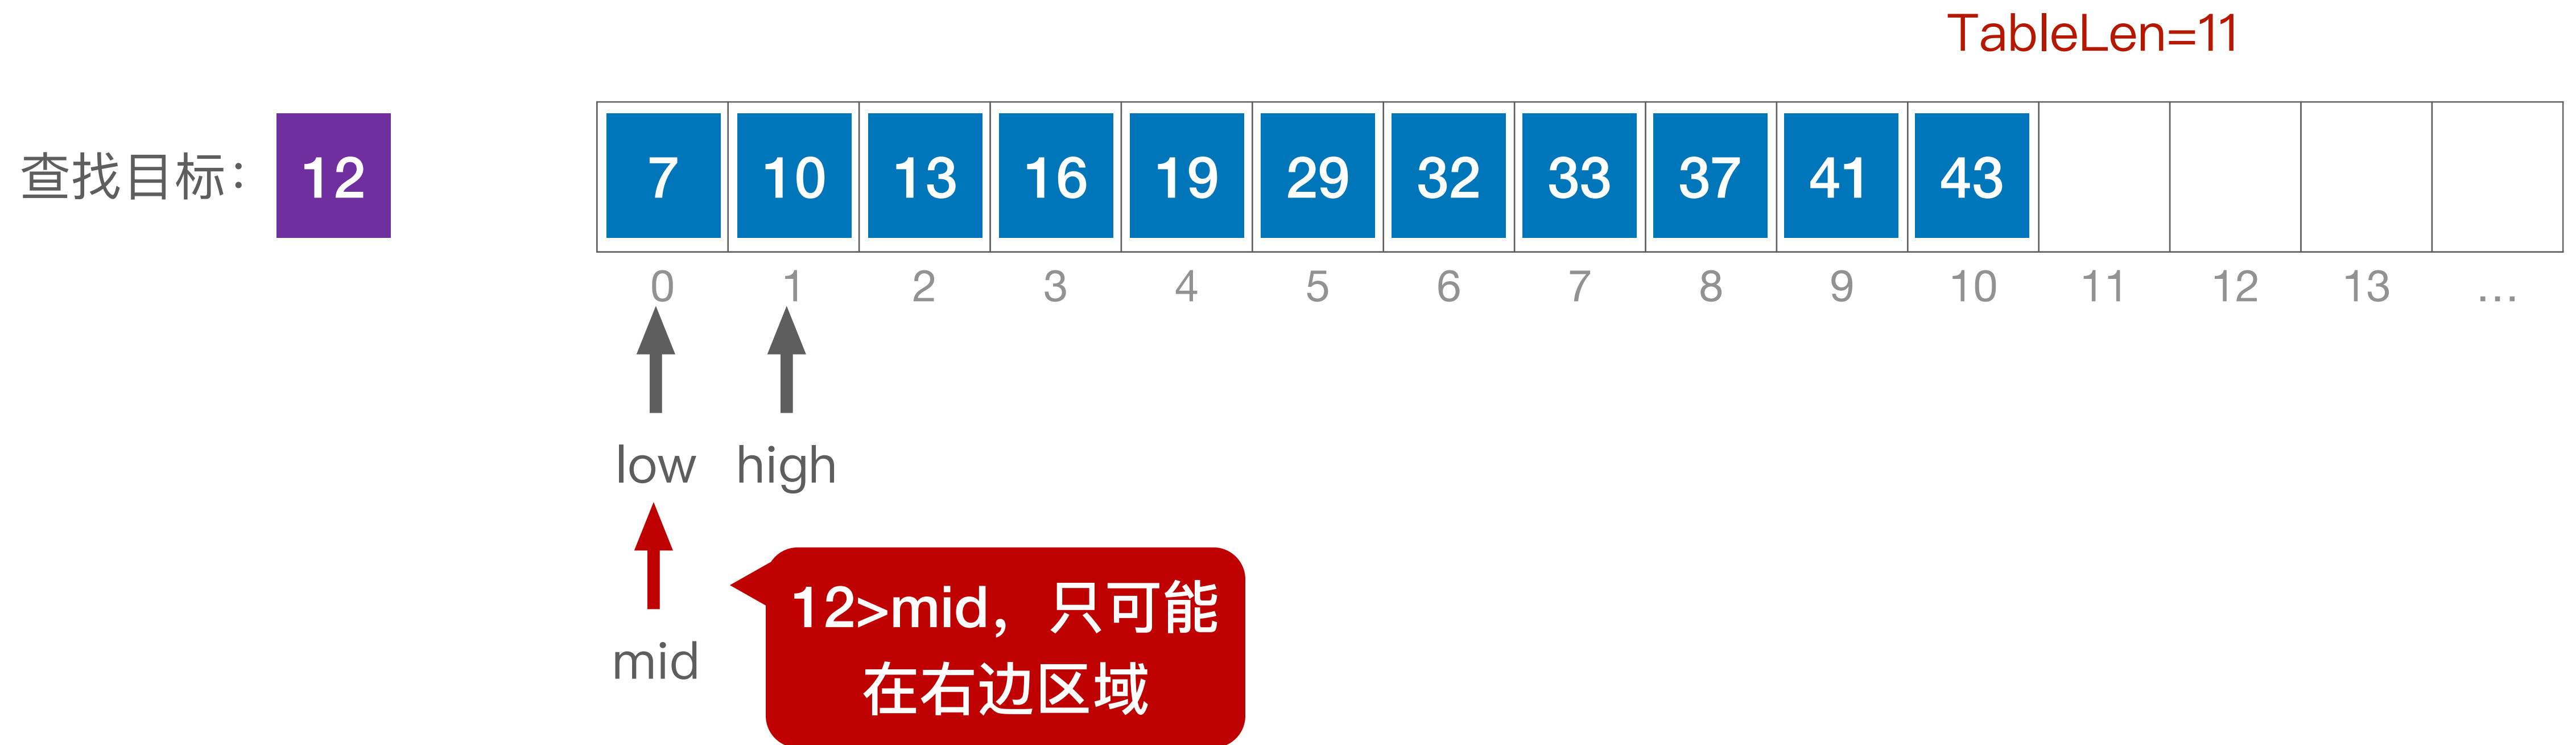 TableLen=11
查找目标： 12 7 10 13 16 19 29 32 33 37 41 43
0 1 2 3 4 5 6 7 8 9 10 11 12 13 ...
low high
mid
12>mid，只可能
在右边区域